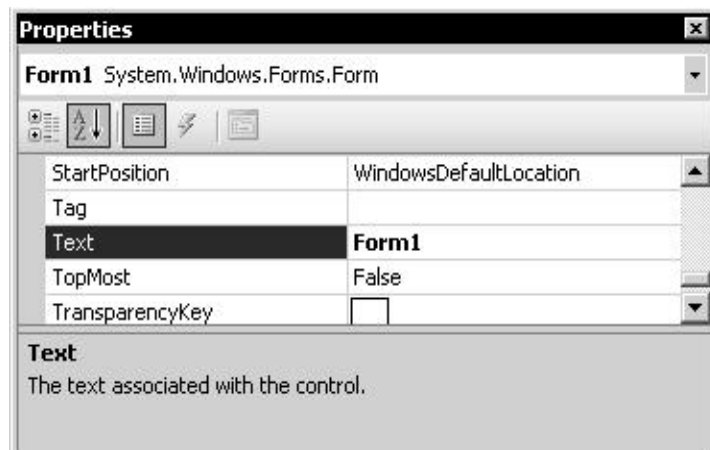 Properties
Form1 System.Windows.Forms.Form
A
Z
StartPosition WindowsDefaultLocation
Tag
Text Form1
TopMost False
TransparencyKey
Text
The text associated with the control.